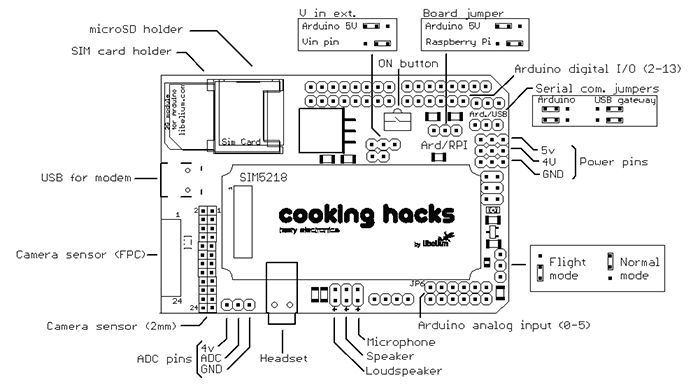 V in ext.
Arduino 5V
Vin pin
Board jumper
Arduino 5V
Raspberry Pi
microSD holder
SIM card holder
ON button
Arduino digital I/O (2-13)
Serial com. jumpers
Arduino USB gateway
3G module
for Arduino
libelium.com
Sim Card
Ard/USB
Ard/RPI
5v
4V
GND
Power pins
USB for modem
SIM5218
1
cooking hacks
tasty electronics
by libelium
Camera sensor (FPC)
1
2
1
24
24
Flight
mode
Normal
mode
JP6
Camera sensor (2mm)
Arduino analog input (0-5)
ADC pins
4v
ADC
GND
Headset
Microphone
Speaker
Loudspeaker